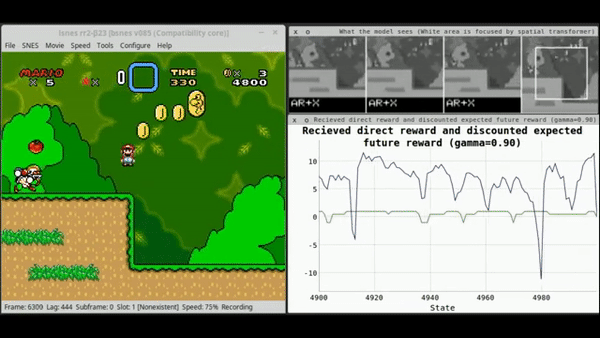 lsnes rr2-β23 [bsnes v085 (Compatibility core)]
File SNES Movie Speed Tools Configure Help
MARIO
x 5
x
0
TIME
330
x 3
4800
Frame: 6300 Lag: 444 Subframe: 0 Slot: 1 [Nonexistent] Speed: 75% Recording
What the model sees (White area is focused by spatial transformer)
AR+X
AR+X
AR+X
Recieved direct reward and discounted expected future reward (gamma=0.90)
Recieved direct reward and discounted expected
future reward (gamma=0.90)
10
5
0
-5
-10
4900 4920 4940 4960 4980
State